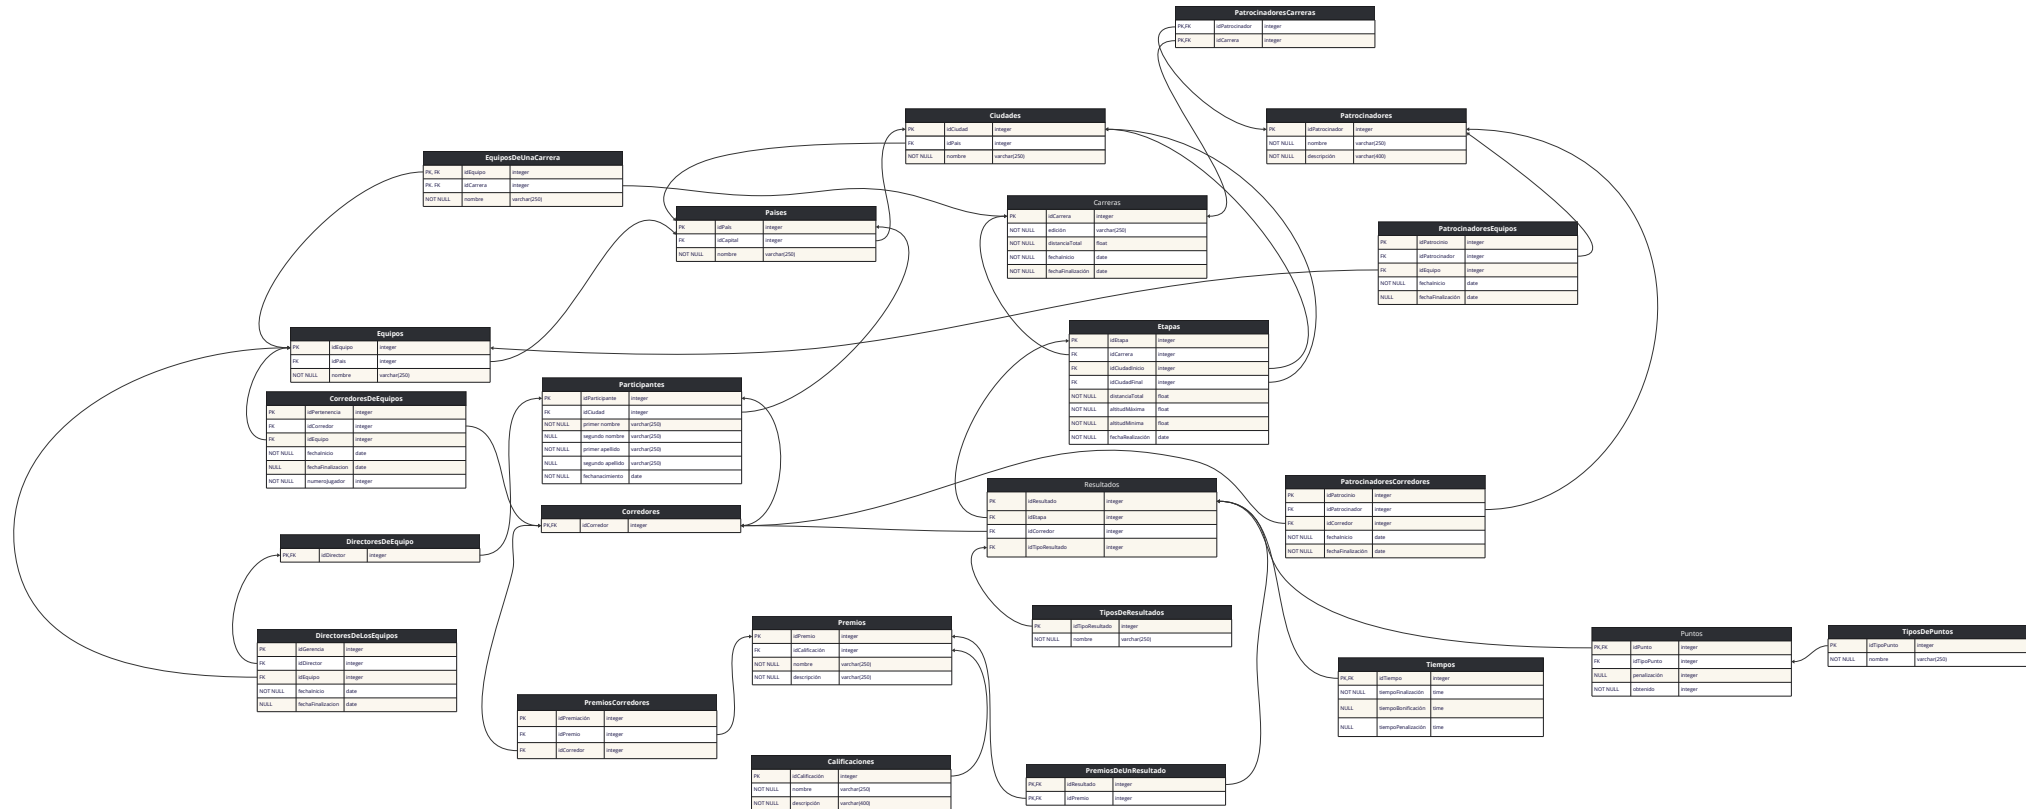 PatrocinadoresCarreras
PK,FK idPatrocinador integer
PK,FK idCarrera integer
Ciudades
PK idCiudad integer
FK idPais integer
NOT NULL nombre varchar(250)
Patrocinadores
PK idPatrocinador integer
NOT NULL nombre varchar(250)
NOT NULL descripción varchar(400)
EquiposDeUnaCarrera
PK, FK idEquipo integer
PK. FK idCarrera integer
NOT NULL nombre varchar(250)
Paises
PK idPaís integer
FK idCapital integer
NOT NULL nombre varchar(250)
Carreras
PK idCarrera integer
NOT NULL edición varchar(250)
NOT NULL distanciaTotal float
NOT NULL fechaInicio date
NOT NULL fechaFinalización date
PatrocinadoresEquipos
PK idPatrocinio integer
FK idPatrocinador integer
FK idEquipo integer
NOT NULL fechaInicio date
NULL fechaFinalización date
Equipos
PK idEquipo integer
FK idPais integer
NOT NULL nombre varchar(250)
Etapas
PK idEtapa integer
FK idCarrera integer
FK idCiudadInicio integer
FK idCiudadFinal integer
NOT NULL distanciaTotal float
NOT NULL altitudMáxima float
NOT NULL altitudMinima float
NOT NULL fechaRealización date
CorredoresDeEquipos
PK idPertenencia integer
FK idCorredor integer
FK idEquipo integer
NOT NULL fechaInicio date
NULL fechaFinalizacion date
NOT NULL numeroJugador integer
Participantes
PK idParticipante integer
FK idCiudad integer
NOT NULL primer nombre varchar(250)
NULL segundo nombre varchar(250)
NOT NULL primer apellido varchar(250)
NULL segundo apellido varchar(250)
NOT NULL fechanacimiento date
Corredores
PK,FK idCorredor integer
Resultados
PK idResultado integer
FK idEtapa integer
FK idCorredor integer
FK idTipoResultado integer
PatrocinadoresCorredores
PK idPatrocinio integer
FK idPatrocinador integer
FK idCorredor integer
NOT NULL fechaInicio date
NOT NULL fechaFinalización date
DirectoresDeEquipo
PK,FK idDirector integer
DirectoresDeLosEquipos
PK idGerencia integer
FK idDirector integer
FK idEquipo integer
NOT NULL fechaInicio date
NULL fechaFinalizacion date
Premios
PK idPremio integer
FK idCalificación integer
NOT NULL nombre varchar(250)
NOT NULL descripción varchar(250)
TiposDeResultados
PK idTipoResultado integer
NOT NULL nombre varchar(250)
Puntos
PK,FK idPunto integer
FK idTipoPunto integer
NULL penalización integer
NOT NULL obtenido integer
TiposDePuntos
PK idTipoPunto integer
NOT NULL nombre varchar(250)
Tiempos
PK,FK idTiempo integer
NOT NULL tiempoFinalización time
NULL tiempoBonificación time
NULL tiempoPenalización time
PremiosCorredores
PK idPremiación integer
FK idPremio integer
FK idCorredor integer
Calificaciones
PK idCalificación integer
NOT NULL nombre varchar(250)
NOT NULL descripción varchar(400)
PremiosDeUnResultado
PK,FK idResultado integer
PK,FK idPremio integer